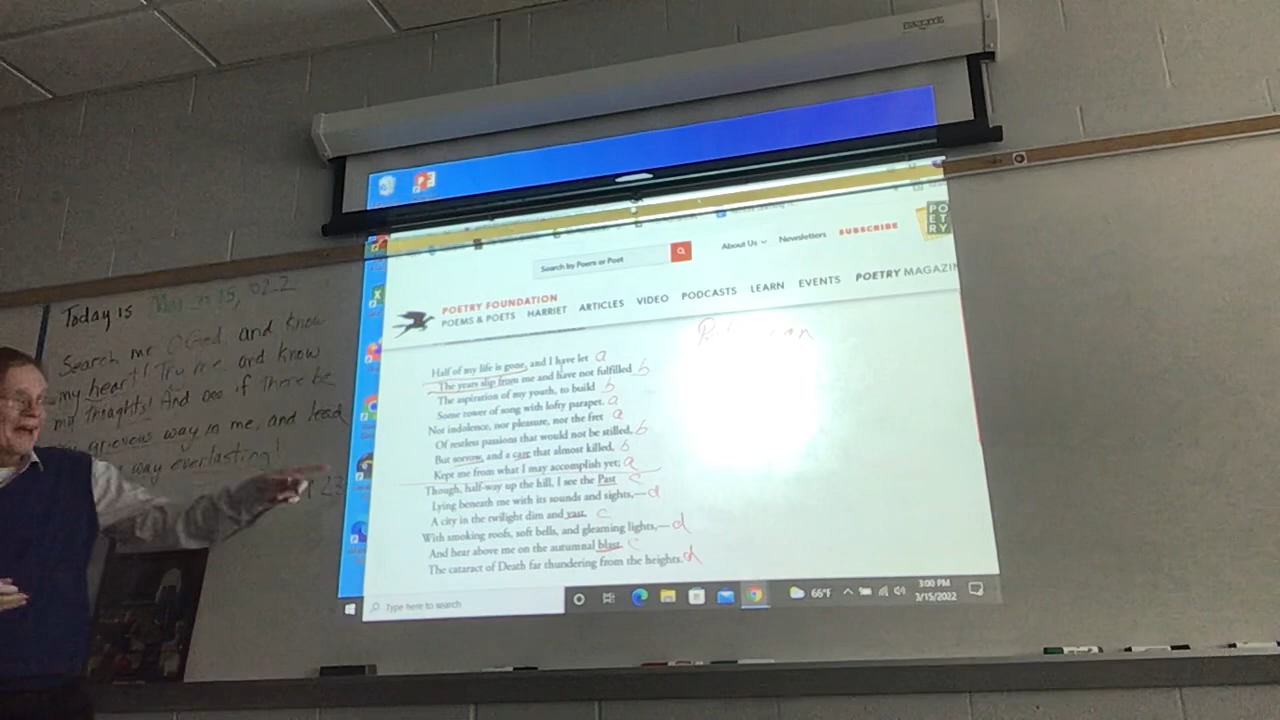 DALITE
PO
ET
RY
About Us
Newsletters
SUBSCRIBE
Search by Poem or Poet
POETRY FOUNDATION
POEMS & POETS HARRIET ARTICLES VIDEO PODCASTS LEARN EVENTS POETRY MAGAZIN
Half of my life is gone, and I have let a
The years slip from me and have not fulfilled b
The aspiration of my youth, to build b
Some tower of song with lofty parapet. a
Not indolence, nor pleasure, nor the fret a
Of restless passions that would not be stilled, b
But sorrow, and a care that almost killed, b
Kept me from what I may accomplish yet; a
Though, half-way up the hill, I see the Past c
Lying beneath me with its sounds and sights,— d
A city in the twilight dim and vast, c
With smoking roofs, soft bells, and gleaming lights,— d
And hear above me on the autumnal blast c
The cataract of Death far thundering from the heights. d
Today is
Search me O God, and know
my heart! Try me and know
my thoughts! And see if there be
grievous way in me, and lead
way everlasting!
Type here to search
66°F
3:00 PM
3/15/2022